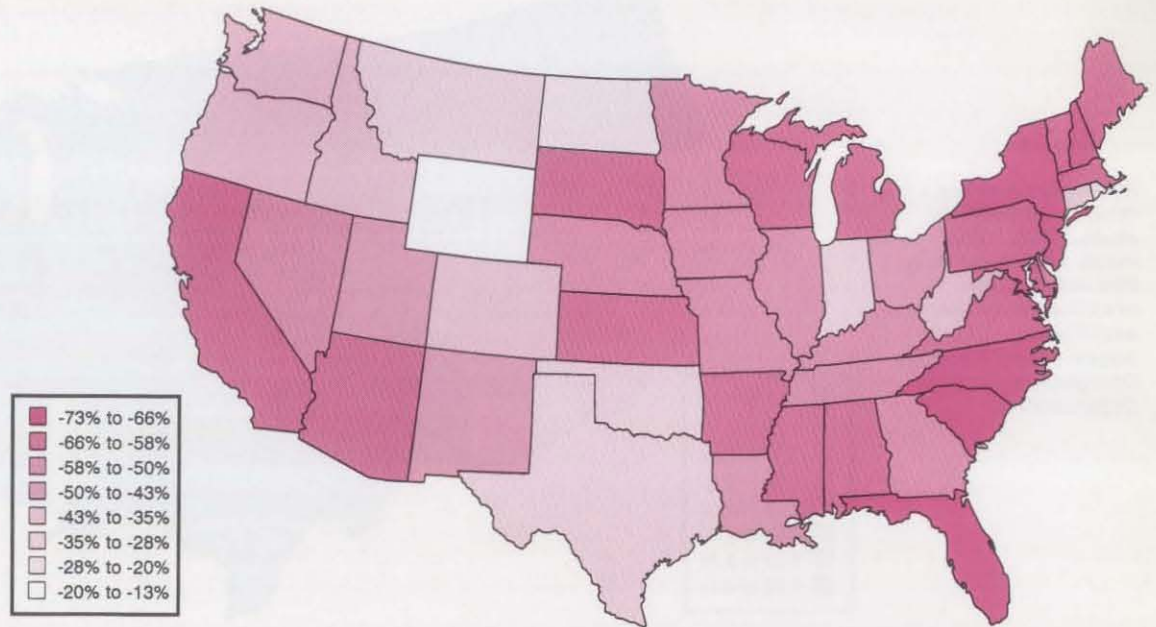 -73% to -66%
-66% to -58%
-58% to -50%
-50% to -43%
-43% to -35%
-35% to -28%
-28% to -20%
-20% to -13%